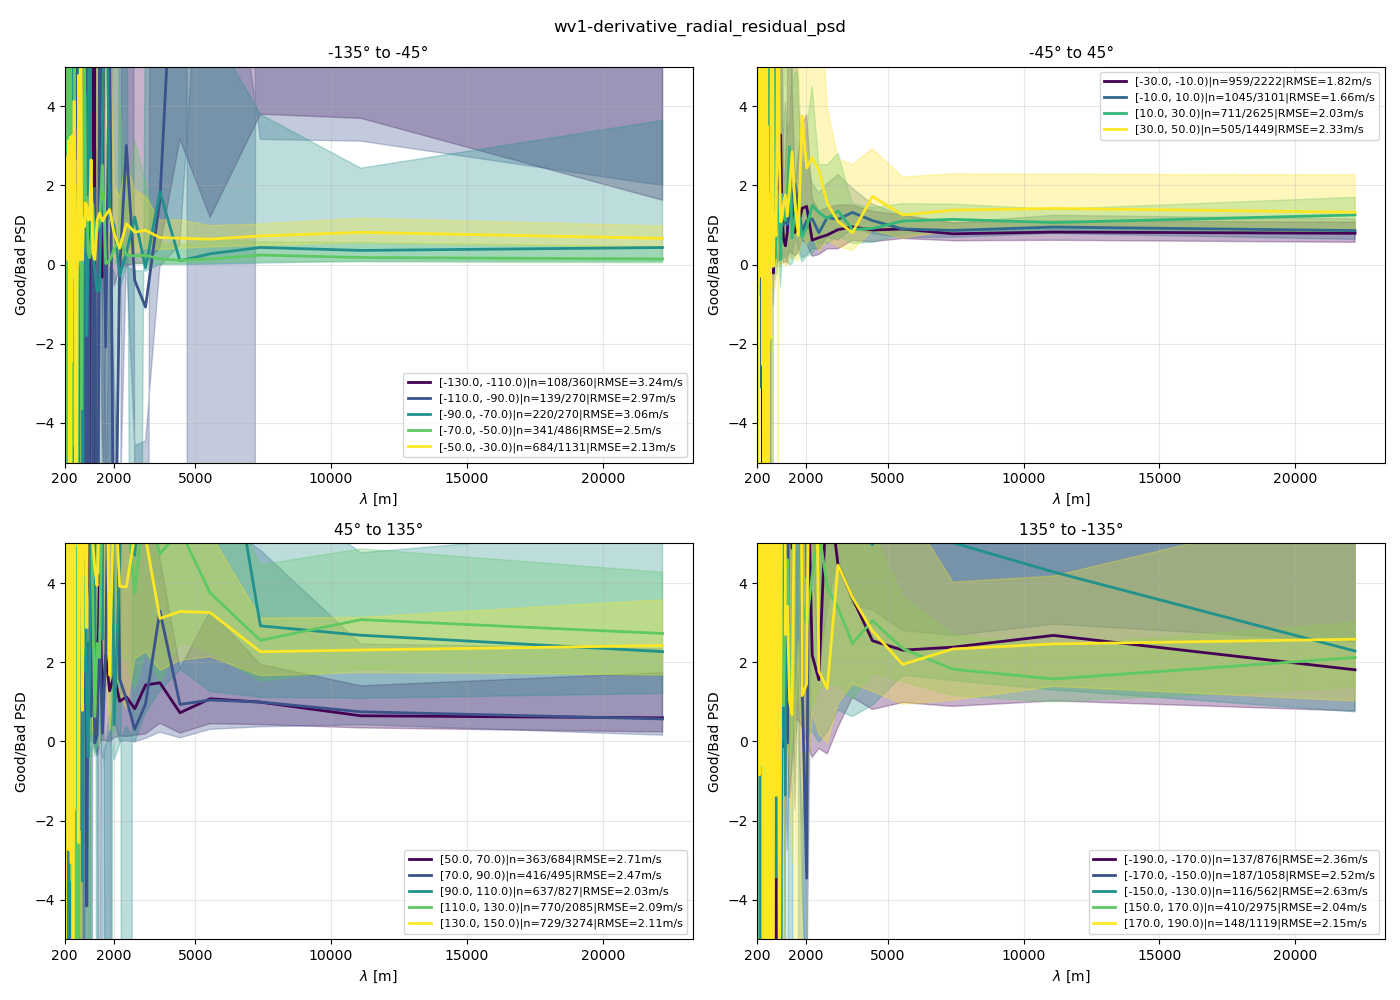 wv1-derivative_radial_residual_psd
-135° to -45°
Good/Bad PSD
4
2
0
−2
−4
[-130.0, -110.0)|n=108/360|RMSE=3.24m/s
[-110.0, -90.0)|n=139/270|RMSE=2.97m/s
[-90.0, -70.0)|n=220/270|RMSE=3.06m/s
[-70.0, -50.0)|n=341/486|RMSE=2.5m/s
[-50.0, -30.0)|n=684/1131|RMSE=2.13m/s
200 2000 5000 10000 15000 20000
λ [m]
-45° to 45°
Good/Bad PSD
4
2
0
−2
−4
[-30.0, -10.0)|n=959/2222|RMSE=1.82m/s
[-10.0, 10.0)|n=1045/3101|RMSE=1.66m/s
[10.0, 30.0)|n=711/2625|RMSE=2.03m/s
[30.0, 50.0)|n=505/1449|RMSE=2.33m/s
200 2000 5000 10000 15000 20000
λ [m]
45° to 135°
Good/Bad PSD
4
2
0
−2
−4
[50.0, 70.0)|n=363/684|RMSE=2.71m/s
[70.0, 90.0)|n=416/495|RMSE=2.47m/s
[90.0, 110.0)|n=637/827|RMSE=2.03m/s
[110.0, 130.0)|n=770/2085|RMSE=2.09m/s
[130.0, 150.0)|n=729/3274|RMSE=2.11m/s
200 2000 5000 10000 15000 20000
λ [m]
135° to -135°
Good/Bad PSD
4
2
0
−2
−4
[-190.0, -170.0)|n=137/876|RMSE=2.36m/s
[-170.0, -150.0)|n=187/1058|RMSE=2.52m/s
[-150.0, -130.0)|n=116/562|RMSE=2.63m/s
[150.0, 170.0)|n=410/2975|RMSE=2.04m/s
[170.0, 190.0)|n=148/1119|RMSE=2.15m/s
200 2000 5000 10000 15000 20000
λ [m]